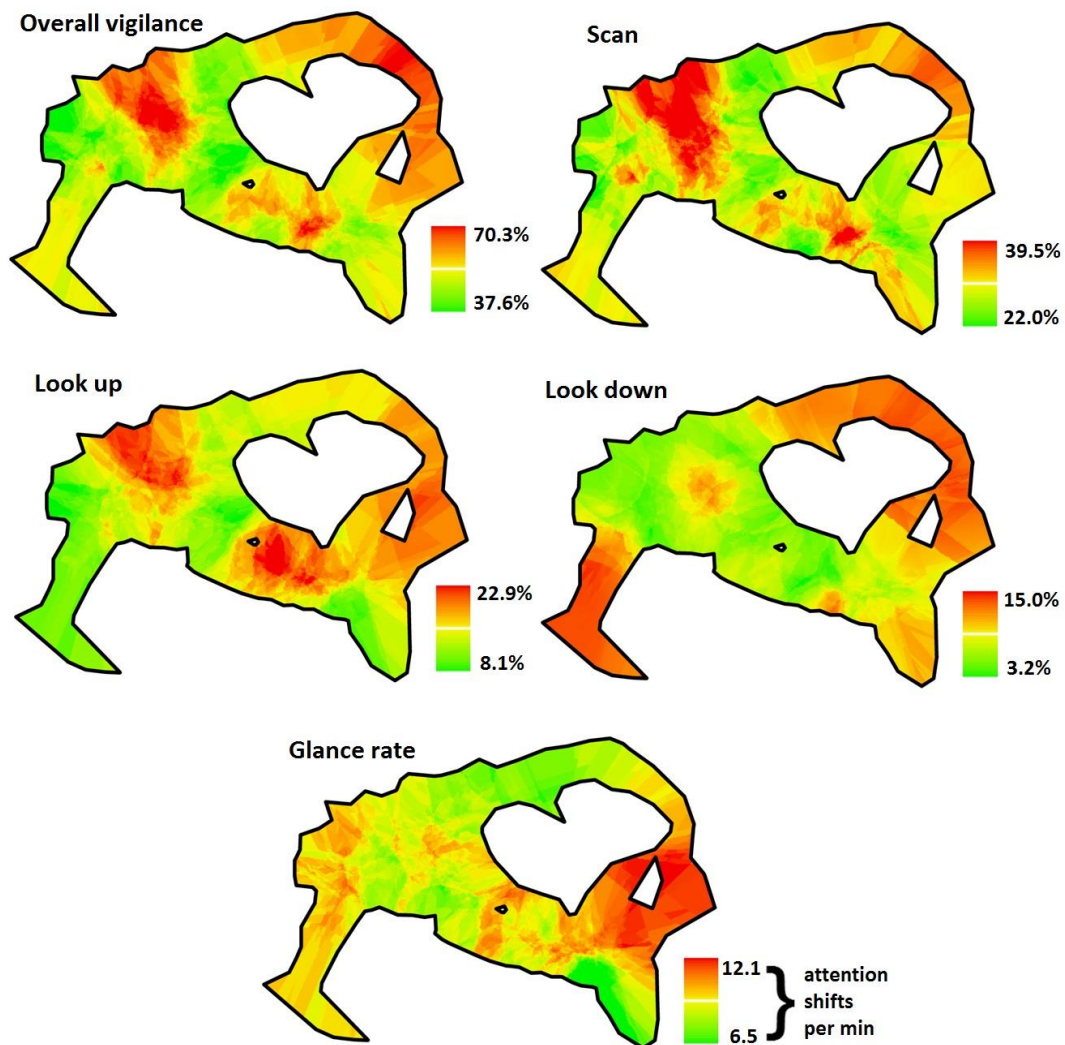 Overall vigilance
Scan
70.3%
37.6%
39.5%
22.0%
Look up
Look down
22.9%
8.1%
15.0%
3.2%
Glance rate
12.1
6.5
attention
shifts
per min